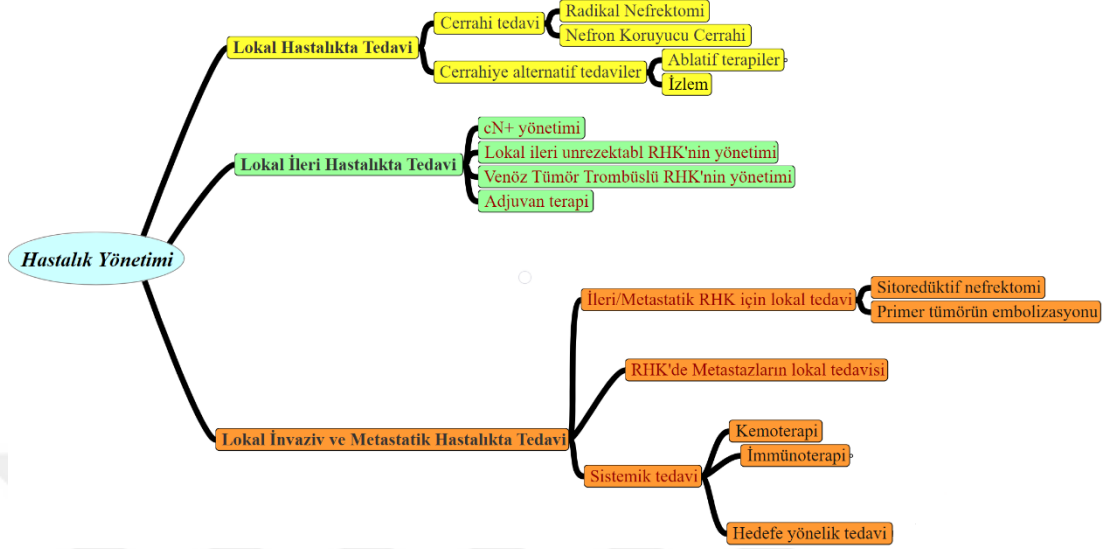 Hastalık Yönetimi
Lokal Hastalıkta Tedavi
Cerrahi tedavi
Radikal Nefrektomi
Nefron Koruyucu Cerrahi
Cerrahiye alternatif tedaviler
Ablatif terapiler
İzlem
Lokal İleri Hastalıkta Tedavi
cN+ yönetimi
Lokal ileri unrezektabl RHK'nin yönetimi
Venöz Tümör Trombüslü RHK'nin yönetimi
Adjuvan terapi
Lokal İnvaziv ve Metastatik Hastalıkta Tedavi
İleri/Metastatik RHK için lokal tedavi
Sitoredüktif nefrektomi
Primer tümörün embolizasyonu
RHK'de Metastazların lokal tedavisi
Sistemik tedavi
Kemoterapi
İmmünoterapi
Hedefe yönelik tedavi